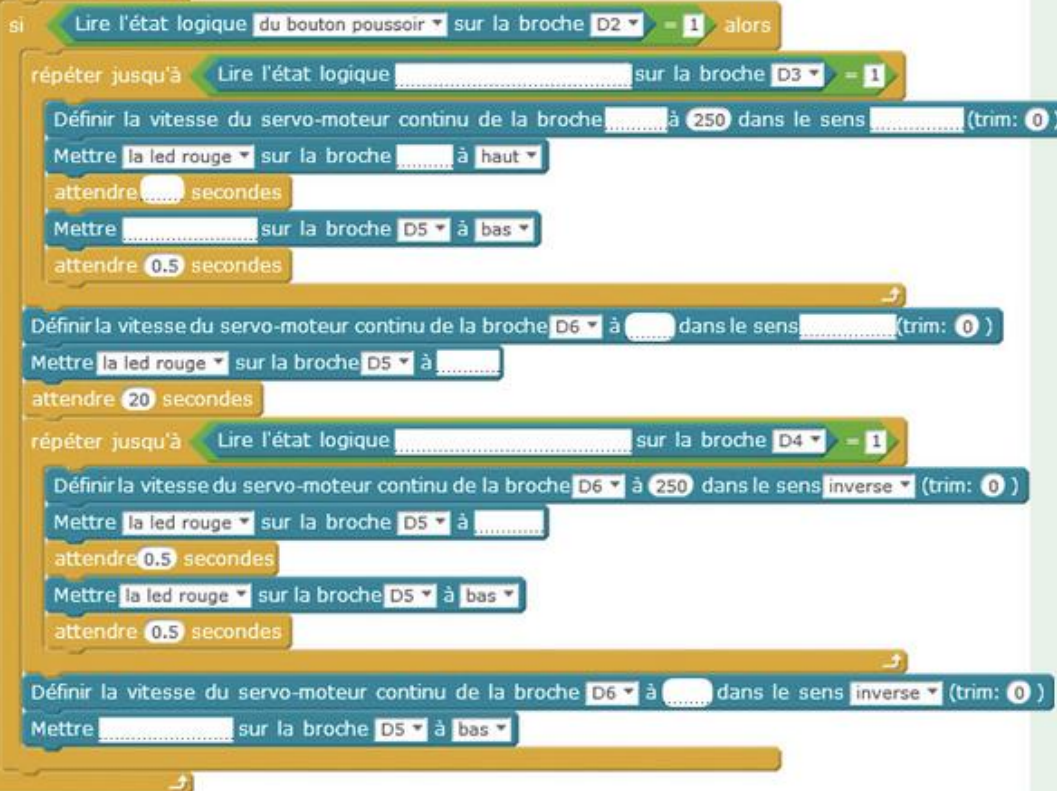 si Lire l'état logique du bouton poussoir sur la broche D2 = 1 alors
répéter jusqu'à Lire l'état logique sur la broche D3 = 1
Définir la vitesse du servo-moteur continu de la broche à 250 dans le sens (trim: 0 )
Mettre la led rouge sur la broche à haut
attendre secondes
Mettre sur la broche D5 à bas
attendre 0.5 secondes
Définir la vitesse du servo-moteur continu de la broche D6 à dans le sens (trim: 0 )
Mettre la led rouge sur la broche D5 à
attendre 20 secondes
répéter jusqu'à Lire l'état logique sur la broche D4 = 1
Définir la vitesse du servo-moteur continu de la broche D6 à 250 dans le sens inverse (trim: 0 )
Mettre la led rouge sur la broche D5 à
attendre 0.5 secondes
Mettre la led rouge sur la broche D5 à bas
attendre 0.5 secondes
Définir la vitesse du servo-moteur continu de la broche D6 à dans le sens inverse (trim: 0 )
Mettre sur la broche D5 à bas